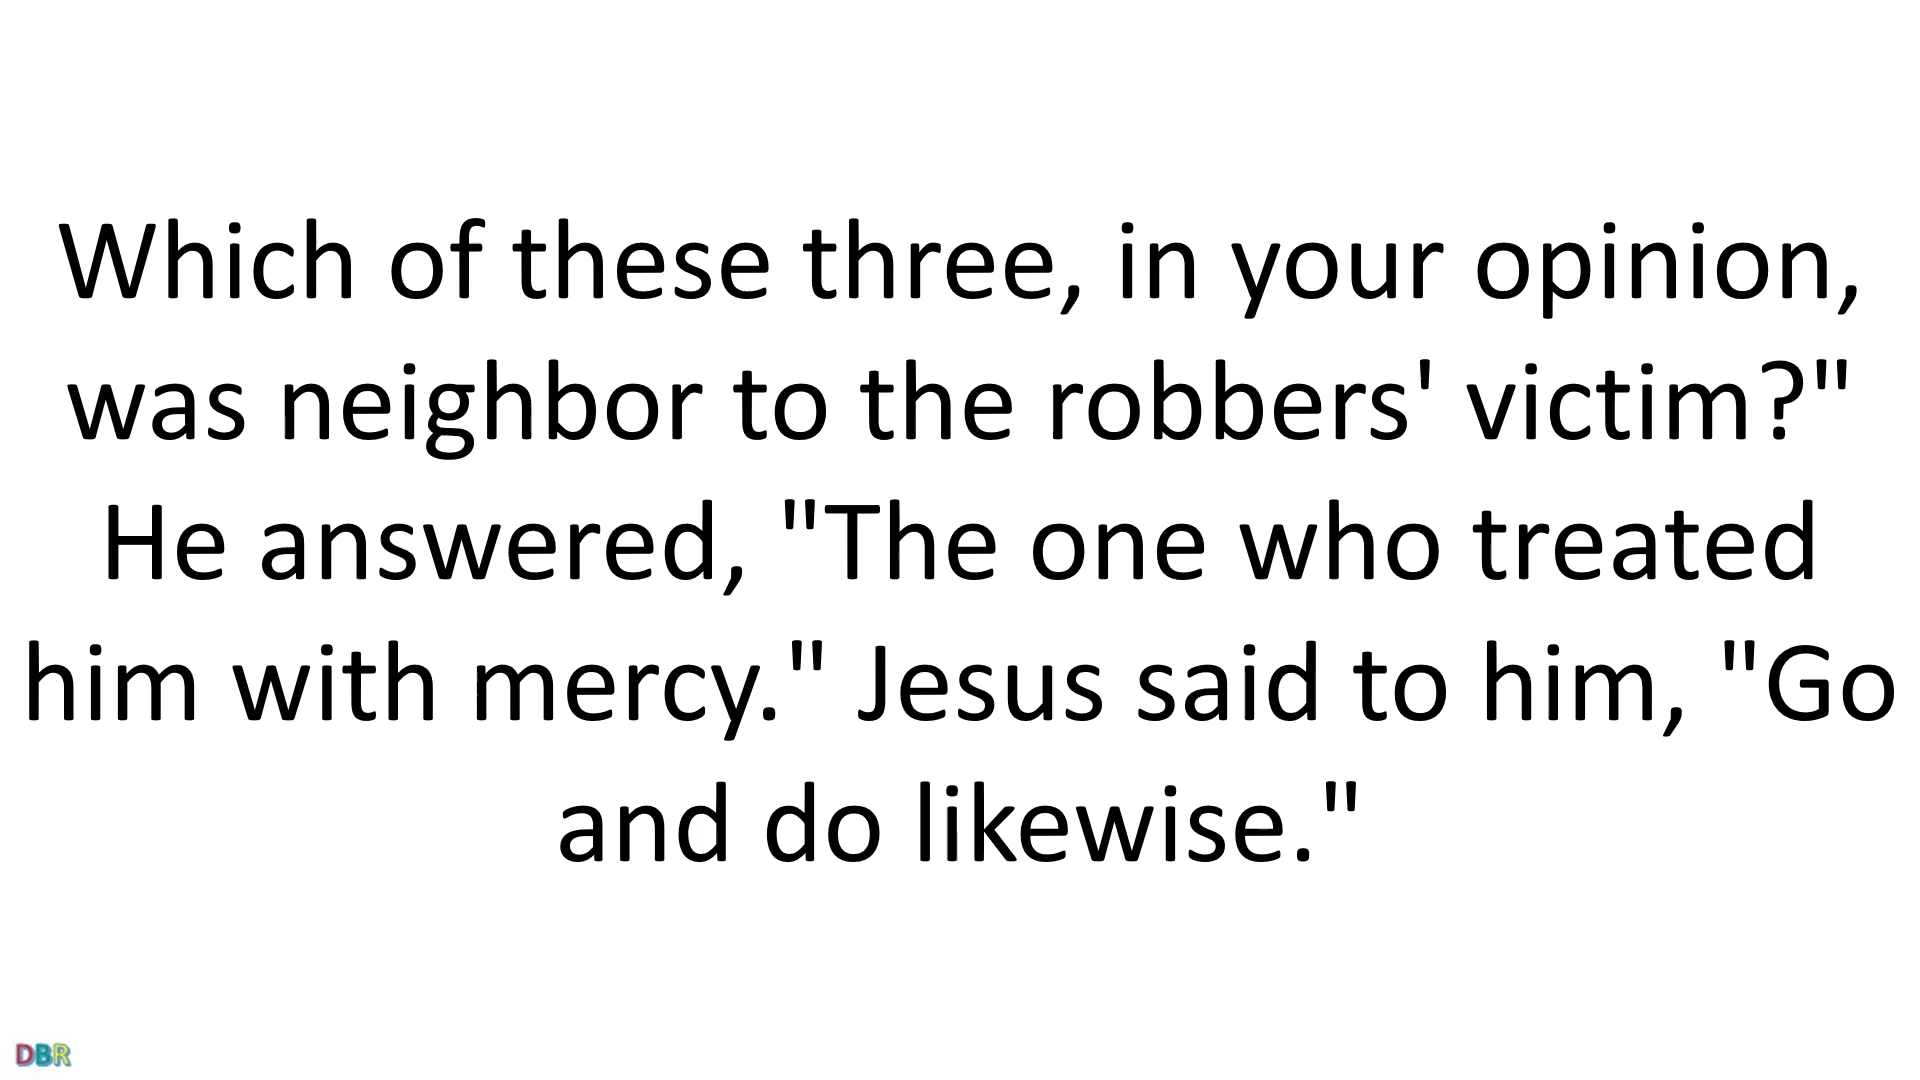 Which of these three, in your opinion,
was neighbor to the robbers' victim?"
He answered, "The one who treated
him with mercy." Jesus said to him, "Go
and do likewise."
DBR